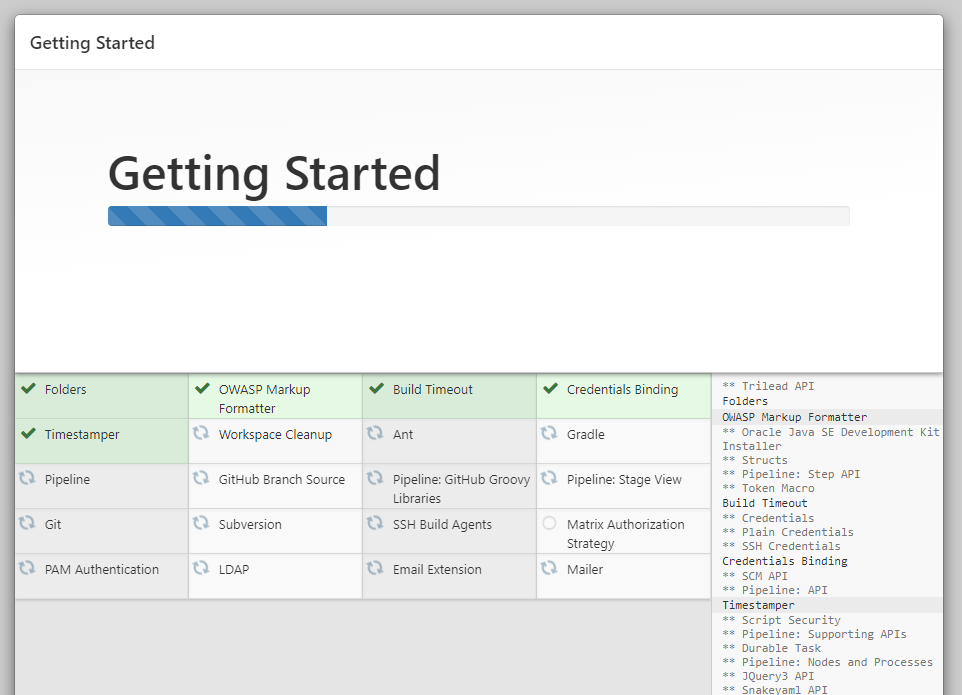 Getting Started
Getting Started
Folders
OWASP Markup
Formatter
Build Timeout
Credentials Binding
Timestamper
Workspace Cleanup
Ant
Gradle
Pipeline
GitHub Branch Source
Pipeline: GitHub Groovy
Libraries
Pipeline: Stage View
Git
Subversion
SSH Build Agents
Matrix Authorization
Strategy
PAM Authentication
LDAP
Email Extension
Mailer
** Trilead API
Folders
OWASP Markup Formatter
** Oracle Java SE Development Kit
Installer
** Structs
** Pipeline: Step API
** Token Macro
Build Timeout
** Credentials
** Plain Credentials
** SSH Credentials
Credentials Binding
** SCM API
** Pipeline: API
Timestamper
** Script Security
** Pipeline: Supporting APIs
** Durable Task
** Pipeline: Nodes and Processes
** JQuery3 API
** Snakeyaml API